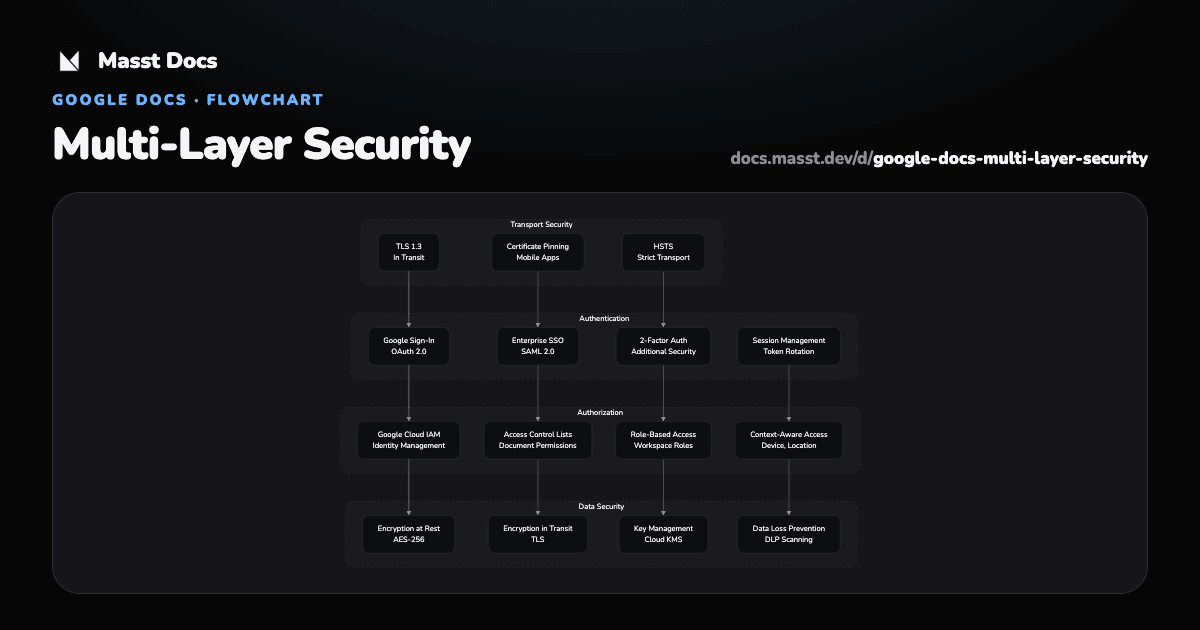 Masst Docs
GOOGLE DOCS · FLOWCHART
Multi-Layer Security
docs.masst.dev/d/google-docs-multi-layer-security
Transport Security
TLS 1.3
In Transit
Certificate Pinning
Mobile Apps
HSTS
Strict Transport
Authentication
Google Sign-In
OAuth 2.0
Enterprise SSO
SAML 2.0
2-Factor Auth
Additional Security
Session Management
Token Rotation
Authorization
Google Cloud IAM
Identity Management
Access Control Lists
Document Permissions
Role-Based Access
Workspace Roles
Context-Aware Access
Device, Location
Data Security
Encryption at Rest
AES-256
Encryption in Transit
TLS
Key Management
Cloud KMS
Data Loss Prevention
DLP Scanning